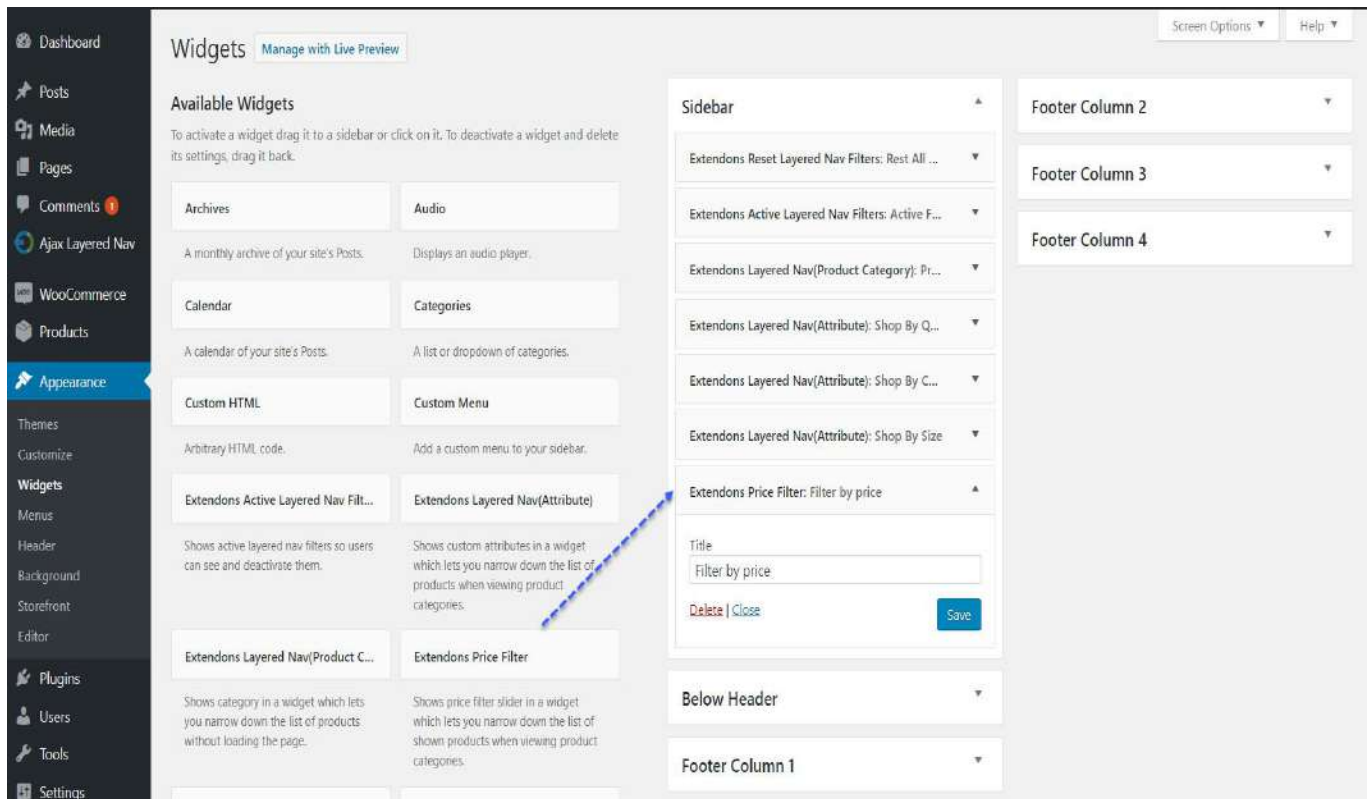 Screen Options
Help
Dashboard
Posts
Media
Pages
Comments 1
Ajax Layered Nav
WooCommerce
Products
Appearance
Themes
Customize
Widgets
Menus
Header
Background
Storefront
Editor
Plugins
Users
Tools
Settings
Widgets
Manage with Live Preview
Available Widgets
To activate a widget drag it to a sidebar or click on it. To deactivate a widget and delete
its settings, drag it back.
Archives
A monthly archive of your site's Posts.
Audio
Displays an audio player.
Calendar
A calendar of your site's Posts.
Categories
A list or dropdown of categories.
Custom HTML
Arbitrary HTML code.
Custom Menu
Add a custom menu to your sidebar.
Extendons Active Layered Nav Filt...
Shows active layered nav filters so users
can see and deactivate them.
Extendons Layered Nav(Attribute)
Shows custom attributes in a widget
which lets you narrow down the list of
products when viewing product
categories.
Extendons Layered Nav(Product C...
Shows category in a widget which lets
you narrow down the list of products
without loading the page.
Extendons Price Filter
Shows price filter slider in a widget
which lets you narrow down the list of
shown products when viewing product
categories.
Sidebar
Extendons Reset Layered Nav Filters: Rest All ...
Extendons Active Layered Nav Filters: Active F...
Extendons Layered Nav(Product Category): Pr...
Extendons Layered Nav(Attribute): Shop By Q...
Extendons Layered Nav(Attribute): Shop By C...
Extendons Layered Nav(Attribute): Shop By Size
Extendons Price Filter: Filter by price
Title
Filter by price
Delete | Close
Save
Below Header
Footer Column 1
Footer Column 2
Footer Column 3
Footer Column 4